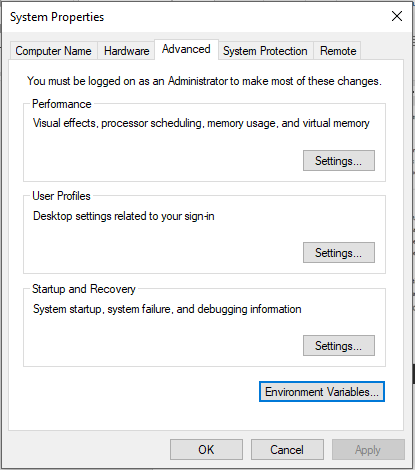 System Properties
Computer Name Hardware Advanced System Protection Remote
You must be logged on as an Administrator to make most of these changes.
Performance
Visual effects, processor scheduling, memory usage, and virtual memory
Settings...
User Profiles
Desktop settings related to your sign-in
Settings...
Startup and Recovery
System startup, system failure, and debugging information
Settings...
Environment Variables...
OK Cancel Apply